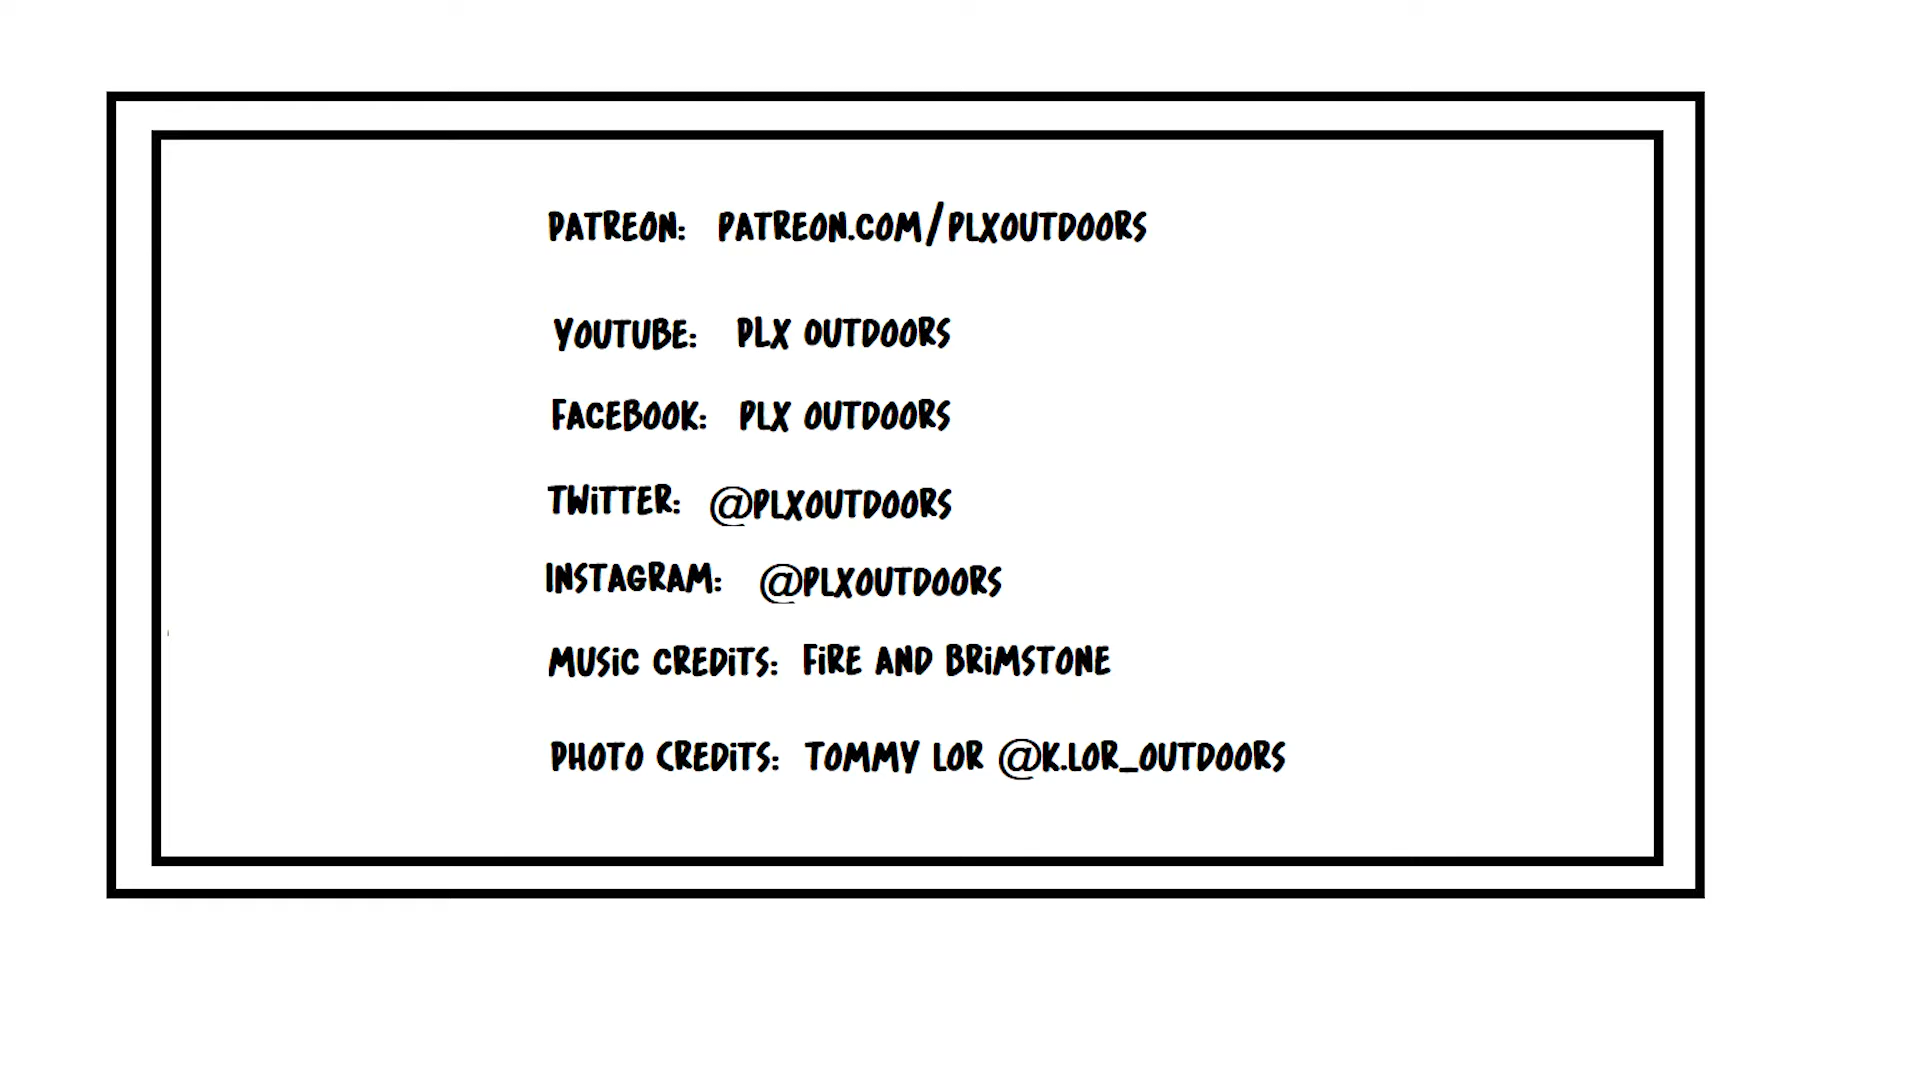 PATREON: PATREON.COM/PLXOUTDOORS
YOUTUBE: PLX OUTDOORS
FACEBOOK: PLX OUTDOORS
TWiTTER: @PLXOUTDOORS
INSTAGRAM: @PLXOUTDOORS
MUSiC CREDiTS: FiRE AND BRiMSTONE
PHOTO CREDiTS: TOMMY LOR @K.LOR_OUTDOORS